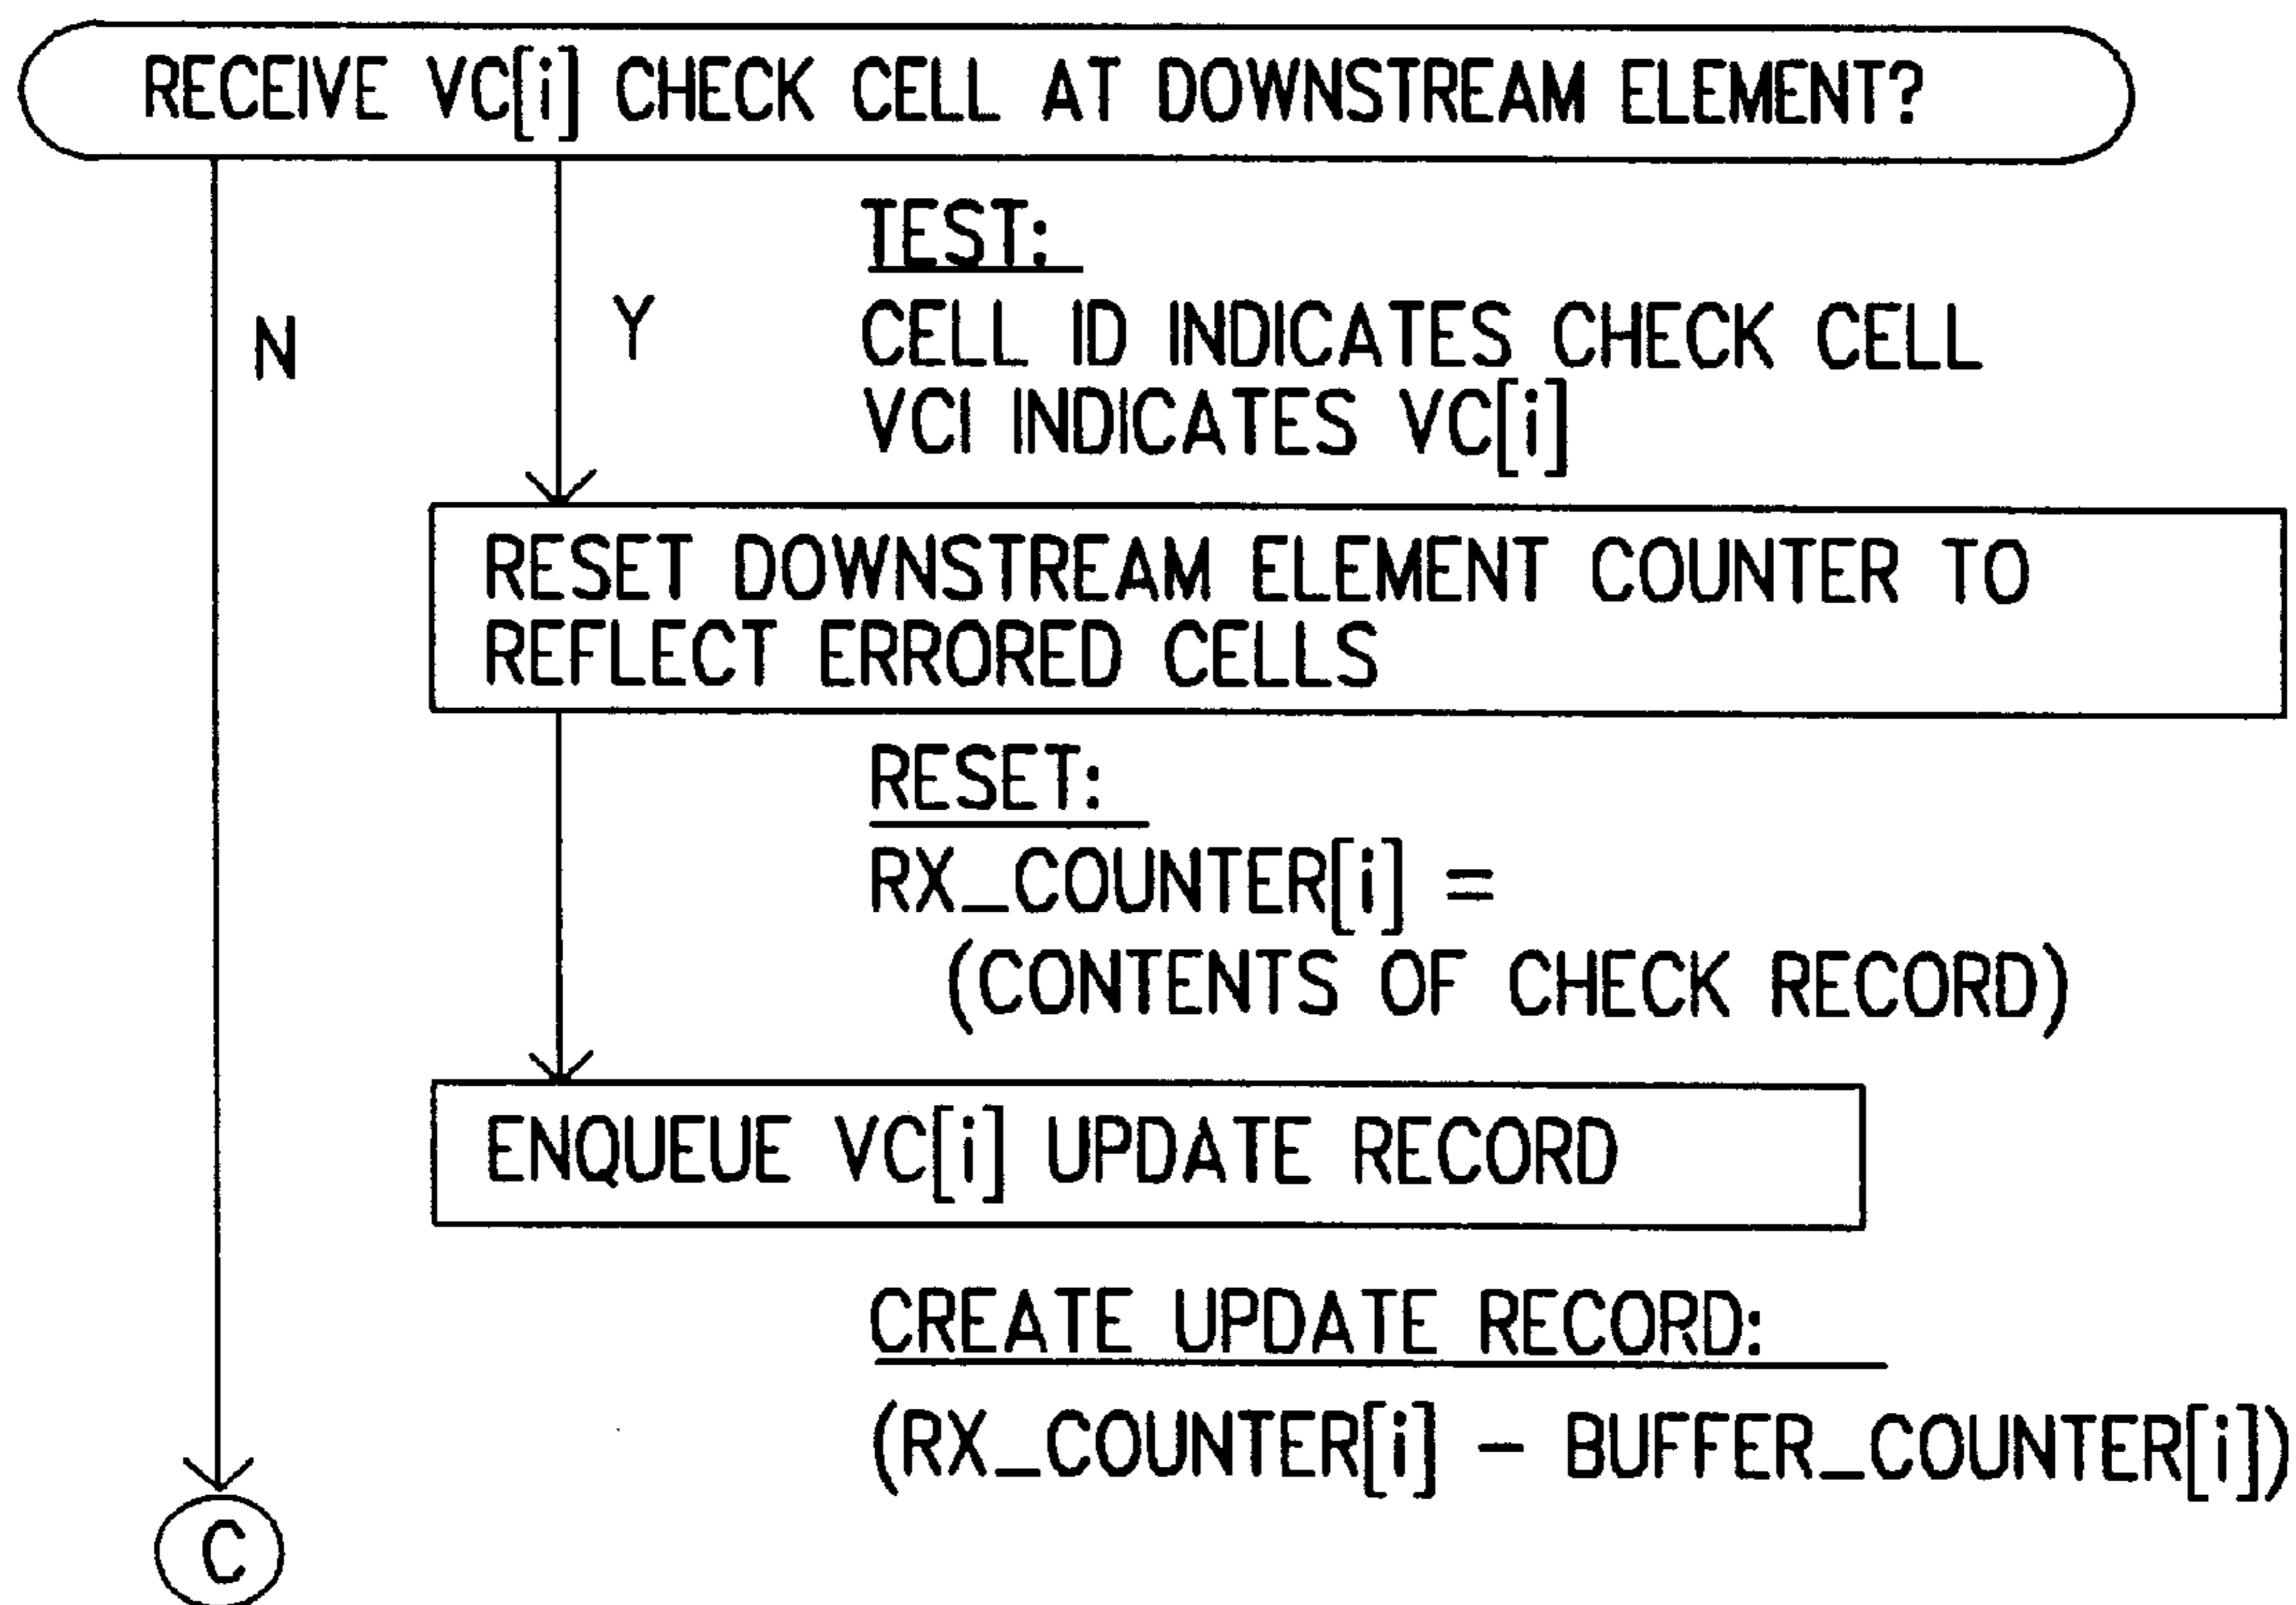 RECEIVE VC[i] CHECK CELL AT DOWNSTREAM ELEMENT?
TEST:
N
Y
CELL ID INDICATES CHECK CELL
VCI INDICATES VC[i]
RESET DOWNSTREAM ELEMENT COUNTER TO
REFLECT ERRORED CELLS
RESET:
RX_COUNTER[i] =
(CONTENTS OF CHECK RECORD)
ENQUEUE VC[i] UPDATE RECORD
CREATE UPDATE RECORD:
(RX_COUNTER[i] – BUFFER_COUNTER[i])
C